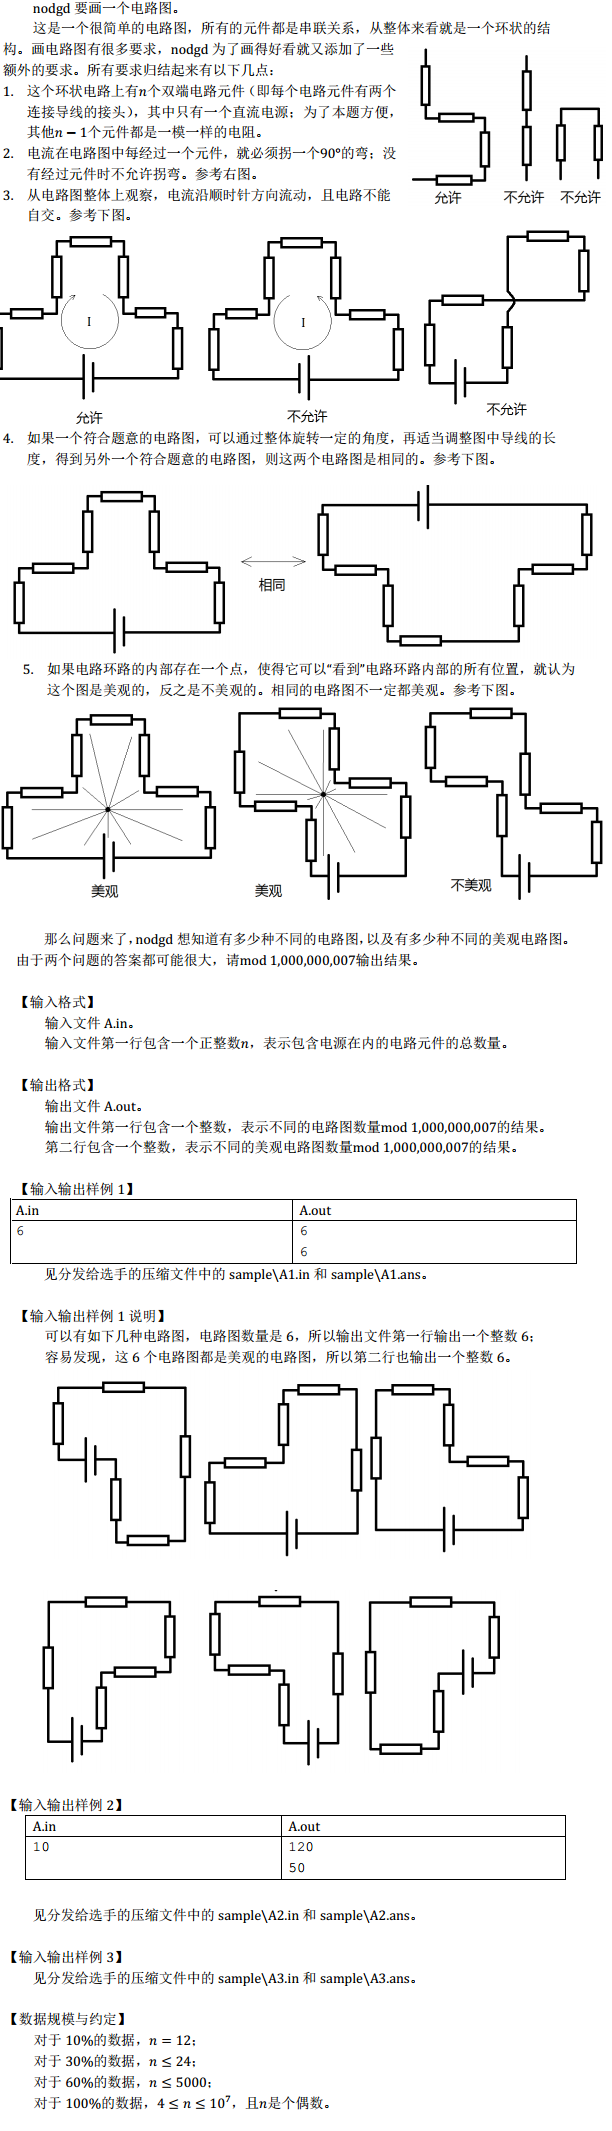 nodgd 要画一个电路图。
这是一个很简单的电路图，所有的元件都是串联关系，从整体来看就是一个环状的结
构。画电路图有很多要求，nodgd 为了画得好看就又添加了一些
额外的要求。所有要求归结起来有以下几点：
1. 这个环状电路上有n个双端电路元件（即每个电路元件有两个
连接导线的接头），其中只有一个直流电源；为了本题方便，
其他n − 1个元件都是一模一样的电阻。
2. 电流在电路图中每经过一个元件，就必须拐一个90°的弯；没
有经过元件时不允许拐弯。参考右图。
3. 从电路图整体上观察，电流沿顺时针方向流动，且电路不能
自交。参考下图。
允许 不允许 不允许
I I
允许 不允许 不允许
4. 如果一个符合题意的电路图，可以通过整体旋转一定的角度，再适当调整图中导线的长
度，得到另外一个符合题意的电路图，则这两个电路图是相同的。参考下图。
相同
5. 如果电路环路的内部存在一个点，使得它可以“看到”电路环路内部的所有位置，就认为
这个图是美观的，反之是不美观的。相同的电路图不一定都美观。参考下图。
美观 美观 不美观
那么问题来了，nodgd 想知道有多少种不同的电路图，以及有多少种不同的美观电路图。
由于两个问题的答案都可能很大，请mod 1,000,000,007输出结果。
【输入格式】
输入文件 A.in。
输入文件第一行包含一个正整数n，表示包含电源在内的电路元件的总数量。
【输出格式】
输出文件 A.out。
输出文件第一行包含一个整数，表示不同的电路图数量mod 1,000,000,007的结果。
第二行包含一个整数，表示不同的美观电路图数量mod 1,000,000,007的结果。
【输入输出样例 1】
A.in A.out
6 6
6
见分发给选手的压缩文件中的 sample\A1.in 和 sample\A1.ans。
【输入输出样例 1 说明】
可以有如下几种电路图，电路图数量是 6，所以输出文件第一行输出一个整数 6；
容易发现，这 6 个电路图都是美观的电路图，所以第二行也输出一个整数 6。
【输入输出样例 2】
A.in A.out
10 120
50
见分发给选手的压缩文件中的 sample\A2.in 和 sample\A2.ans。
【输入输出样例 3】
见分发给选手的压缩文件中的 sample\A3.in 和 sample\A3.ans。
【数据规模与约定】
对于 10%的数据，n = 12；
对于 30%的数据，n ≤ 24；
对于 60%的数据，n ≤ 5000；
对于 100%的数据，4 ≤ n ≤ 10⁷，且n是个偶数。